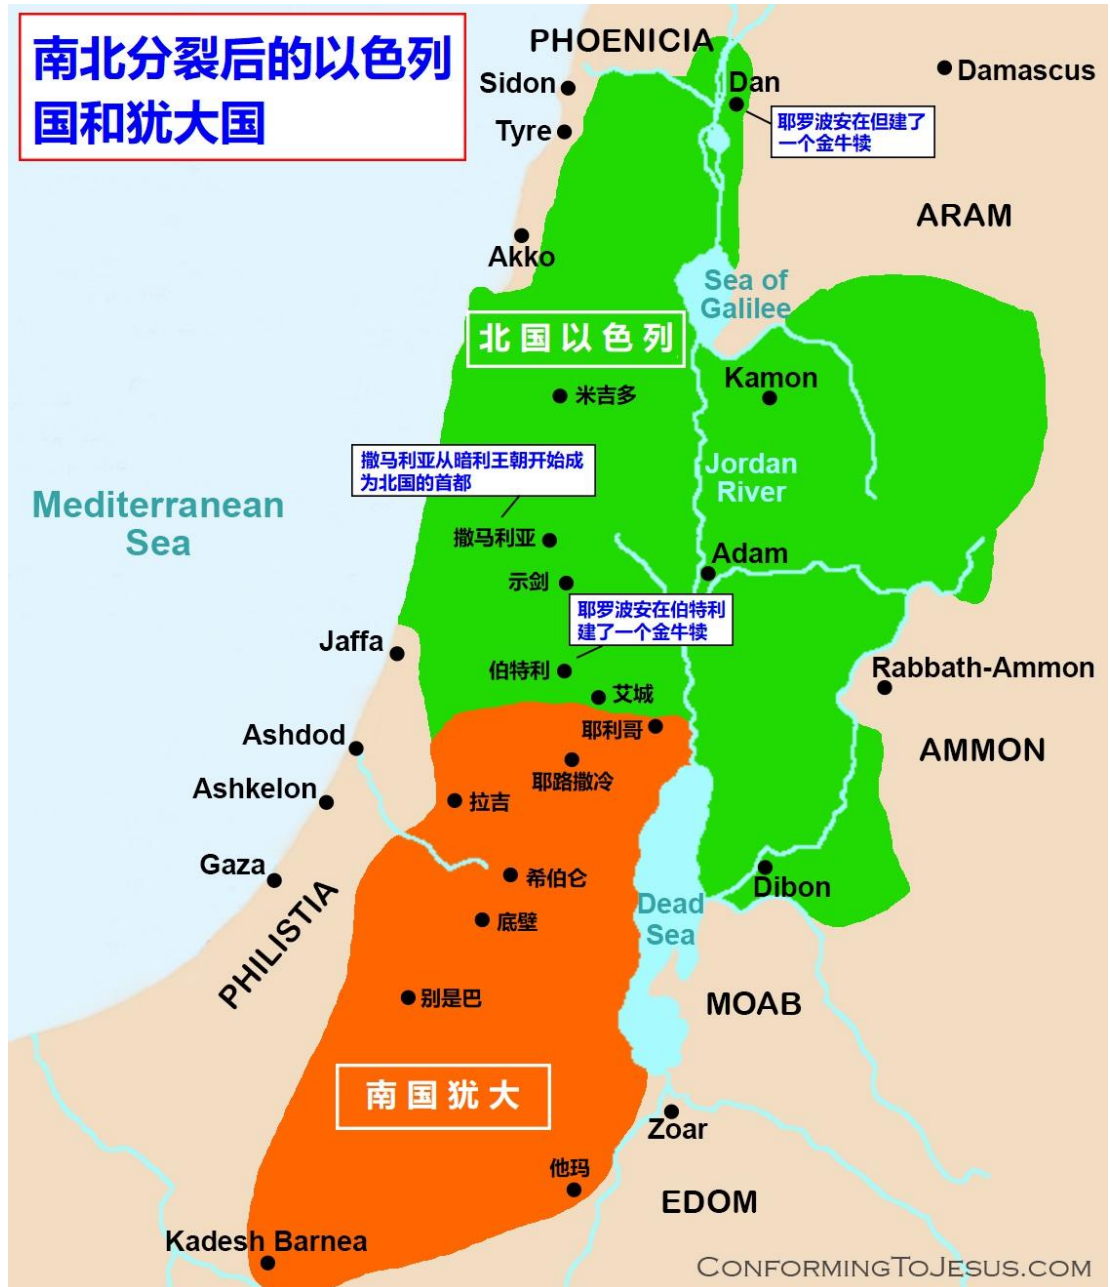 南北分裂后的以色列
国和犹大国
PHOENICIA
Sidon
Dan
Damascus
Tyre
耶罗波安在但建了
一个金牛犊
ARAM
Akko
Sea of
Galilee
北国以色列
Kamon
米吉多
撒马利亚从暗利王朝开始成
为北国的首都
Jordan
River
Mediterranean
Sea
撒马利亚
Adam
示剑
耶罗波安在伯特利
建了一个金牛犊
Jaffa
伯特利
Rabbath-Ammon
艾城
耶利哥
Ashdod
AMMON
耶路撒冷
Ashkelon
拉吉
Gaza
希伯仑
Dibon
底壁
Dead
Sea
PHILISTIA
别是巴
MOAB
南国犹大
Zoar
他玛
EDOM
Kadesh Barnea
CONFORMINGTOJESUS.COM